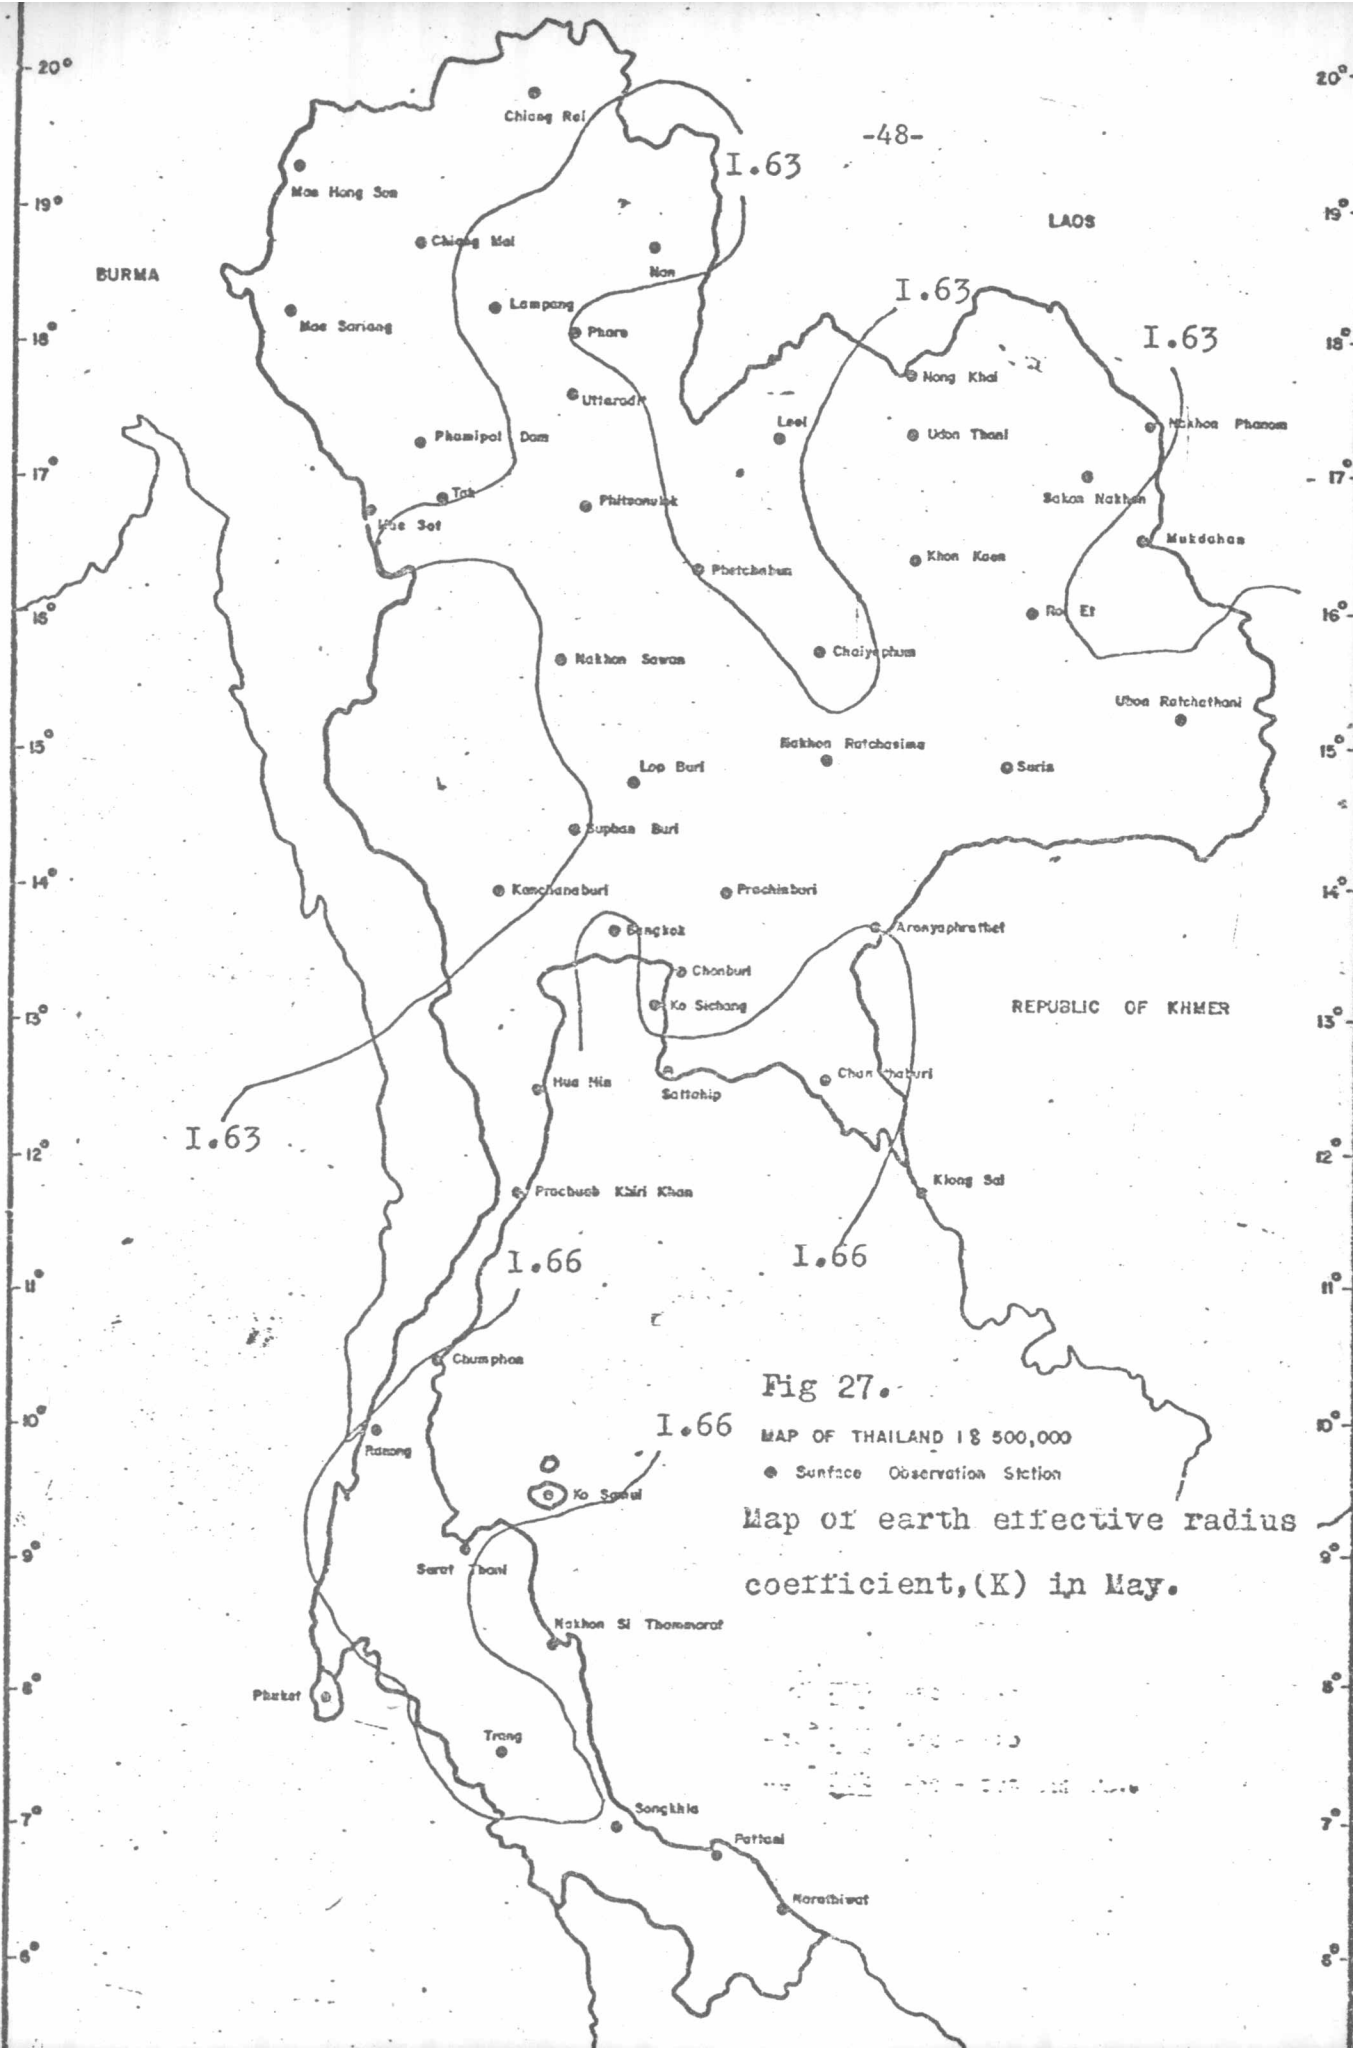 20°
20°
Chiang Rai
-48-
I.63
Mae Hong Son
19°
19°
LAOS
Chiang Mai
BURMA
Nan
I.63
Lampang
Mae Sariang
Phare
18°
I.63
18°
Nong Khai
Uttaradit
Loei
Nakhon Phanom
Phumipol Dam
Udon Thani
17°
17°
Tak
Sakon Nakhon
Phitsanulok
Mae Sot
Mukdahan
Khon Kaen
Phetchabun
16°
Roi Et
16°
Nakhon Sawan
Chaiyaphum
Ubon Ratchathani
15°
Nakhon Ratchasima
15°
Lop Buri
Surin
Suphan Buri
14°
Kanchanaburi
Prachinburi
14°
Bangkok
Aranyaphrathet
Chonburi
13°
Ko Sichang
REPUBLIC OF KHMER
13°
Hua Hin
Chanthaburi
Sattahip
I.63
12°
12°
Klong Sai
Prachuab Khiri Khan
I.66
I.66
11°
11°
Chumphon
Fig 27.
10°
I.66
MAP OF THAILAND 1:8 500,000
10°
Ranong
Surface Observation Station
Ko Samui
Map of earth effective radius
9°
9°
Surat Thani
coefficient,(K) in May.
Nakhon Si Thammarat
8°
Phuket
8°
Trang
7°
Songkhla
7°
Pattani
Narathiwat
6°
6°